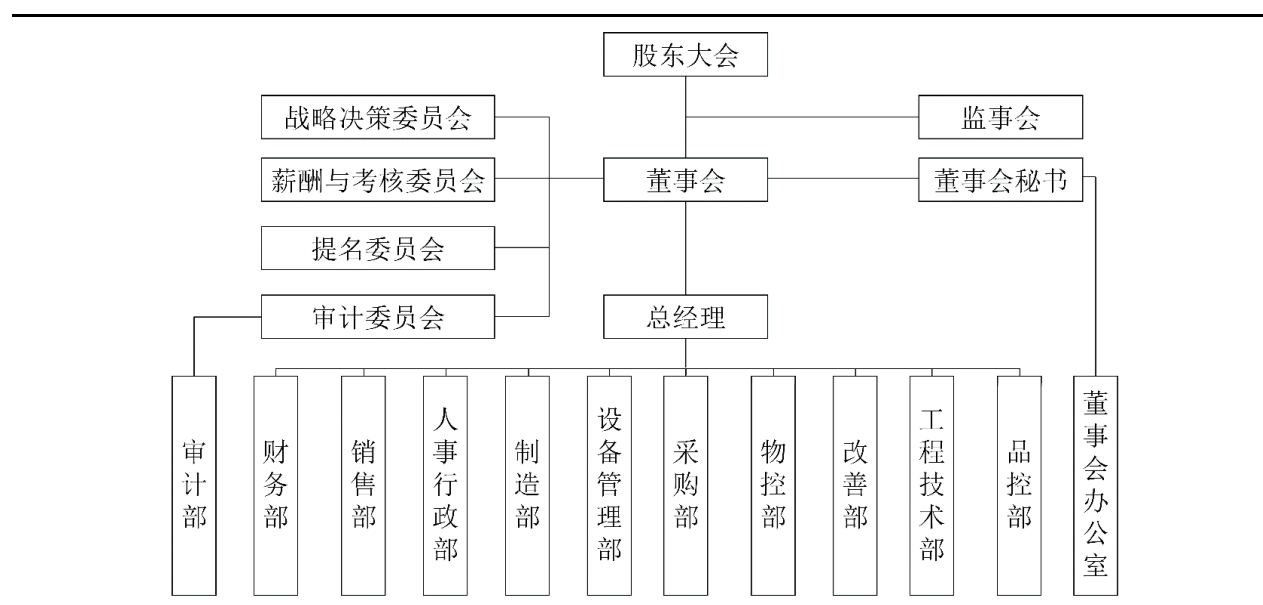 股东大会
战略决策委员会
监事会
薪酬与考核委员会
董事会
董事会秘书
提名委员会
审计委员会
总经理
审计部
财务部
销售部
人事行政部
制造部
设备管理部
采购部
物控部
改善部
工程技术部
品控部
董事会办公室